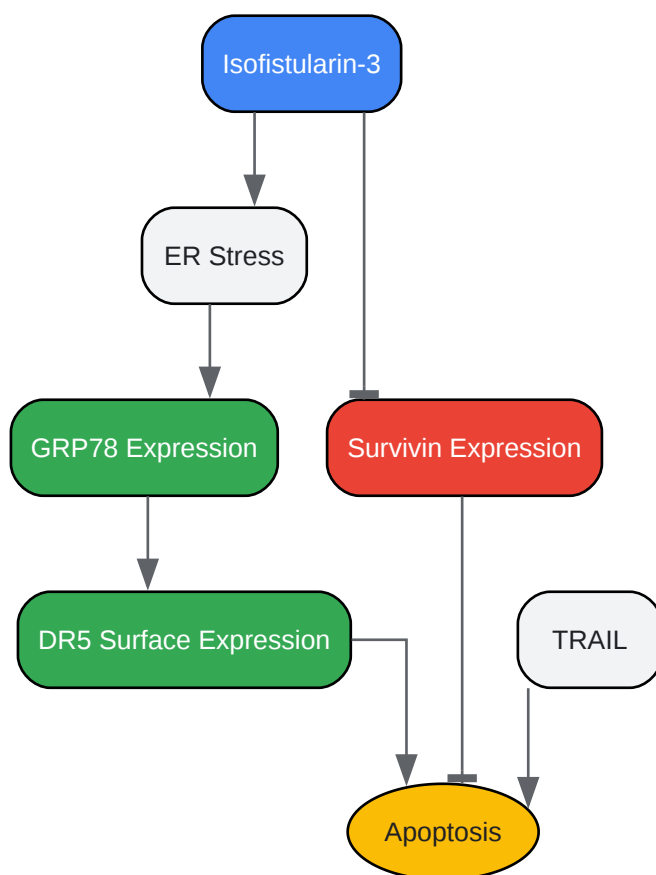 Isofistularin-3
ER Stress
GRP78 Expression
Survivin Expression
DR5 Surface Expression
TRAIL
Apoptosis